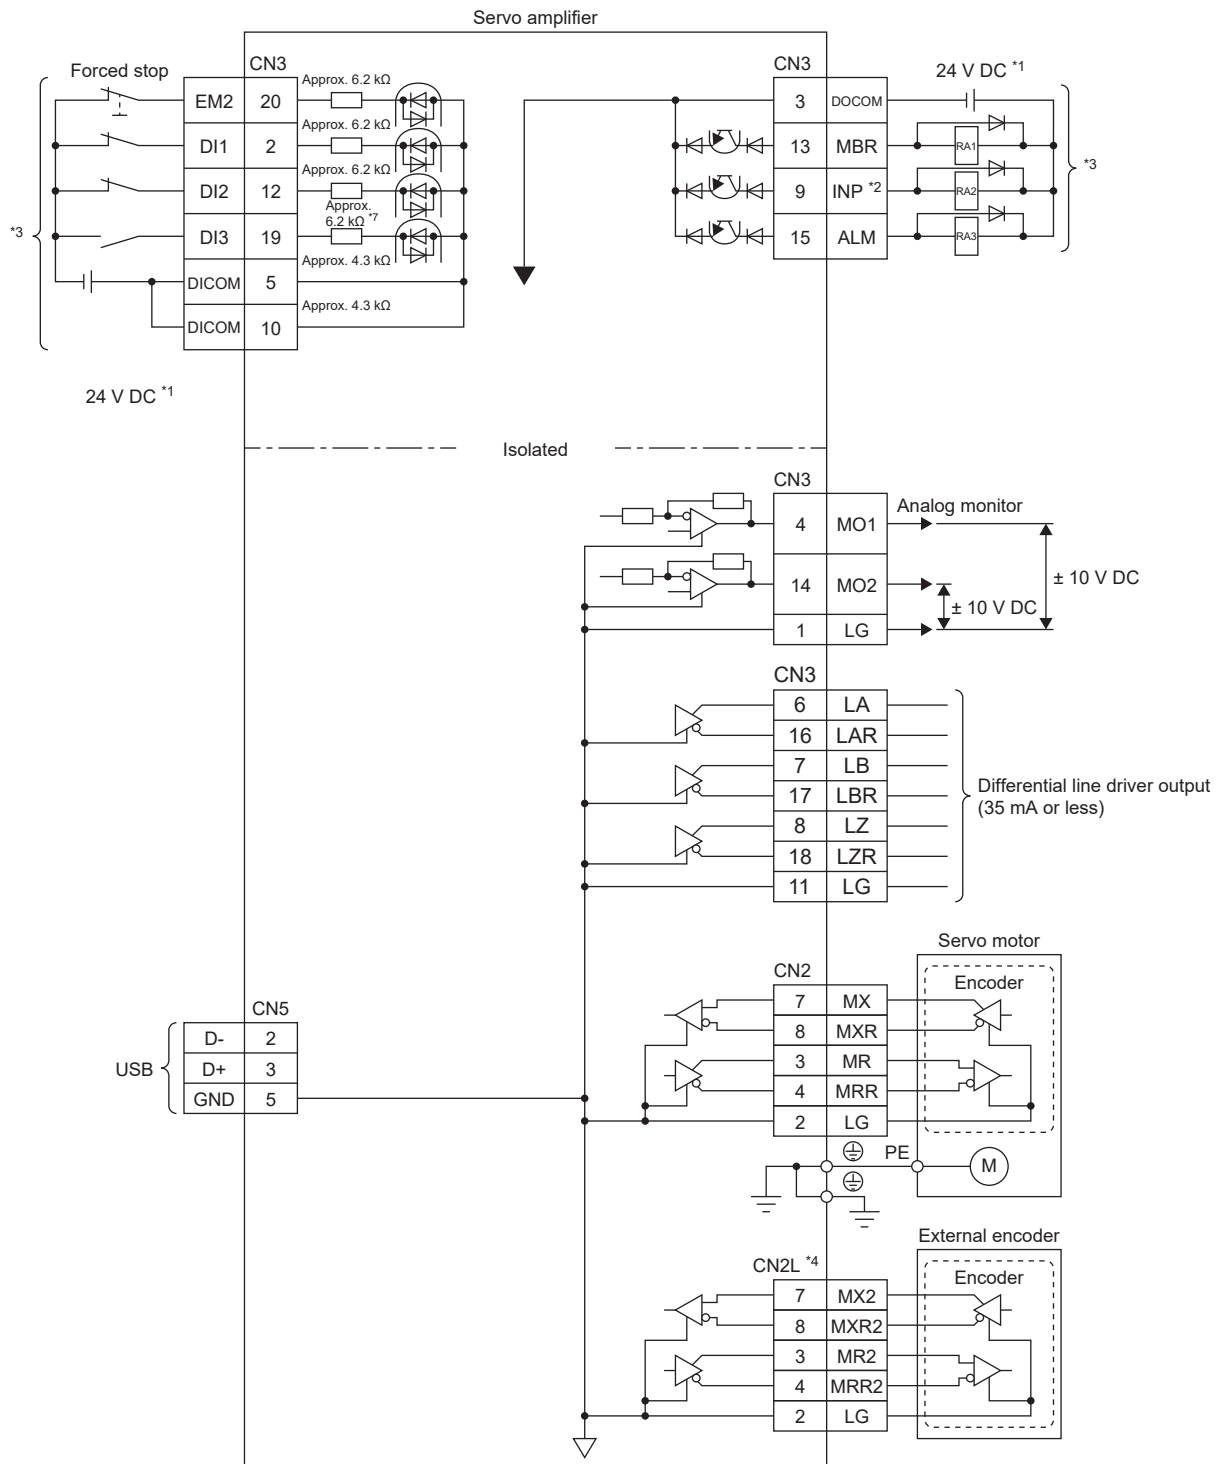 Servo amplifier
Forced stop
CN3
EM2 20 Approx. 6.2 kΩ
DI1 2 Approx. 6.2 kΩ
DI2 12 Approx. 6.2 kΩ
DI3 19 Approx.
6.2 kΩ *7
DICOM 5 Approx. 4.3 kΩ
DICOM 10 Approx. 4.3 kΩ
*3
24 V DC *1
CN3
24 V DC *1
3 DOCOM
13 MBR RA1
9 INP *2 RA2
15 ALM RA3
*3
Isolated
CN3
4 MO1 Analog monitor
14 MO2
1 LG
± 10 V DC
± 10 V DC
CN3
6 LA
16 LAR
7 LB
17 LBR
8 LZ
18 LZR
11 LG
Differential line driver output
(35 mA or less)
CN5
USB
D- 2
D+ 3
GND 5
Servo motor
CN2
Encoder
7 MX
8 MXR
3 MR
4 MRR
2 LG
PE
M
External encoder
CN2L *4
Encoder
7 MX2
8 MXR2
3 MR2
4 MRR2
2 LG